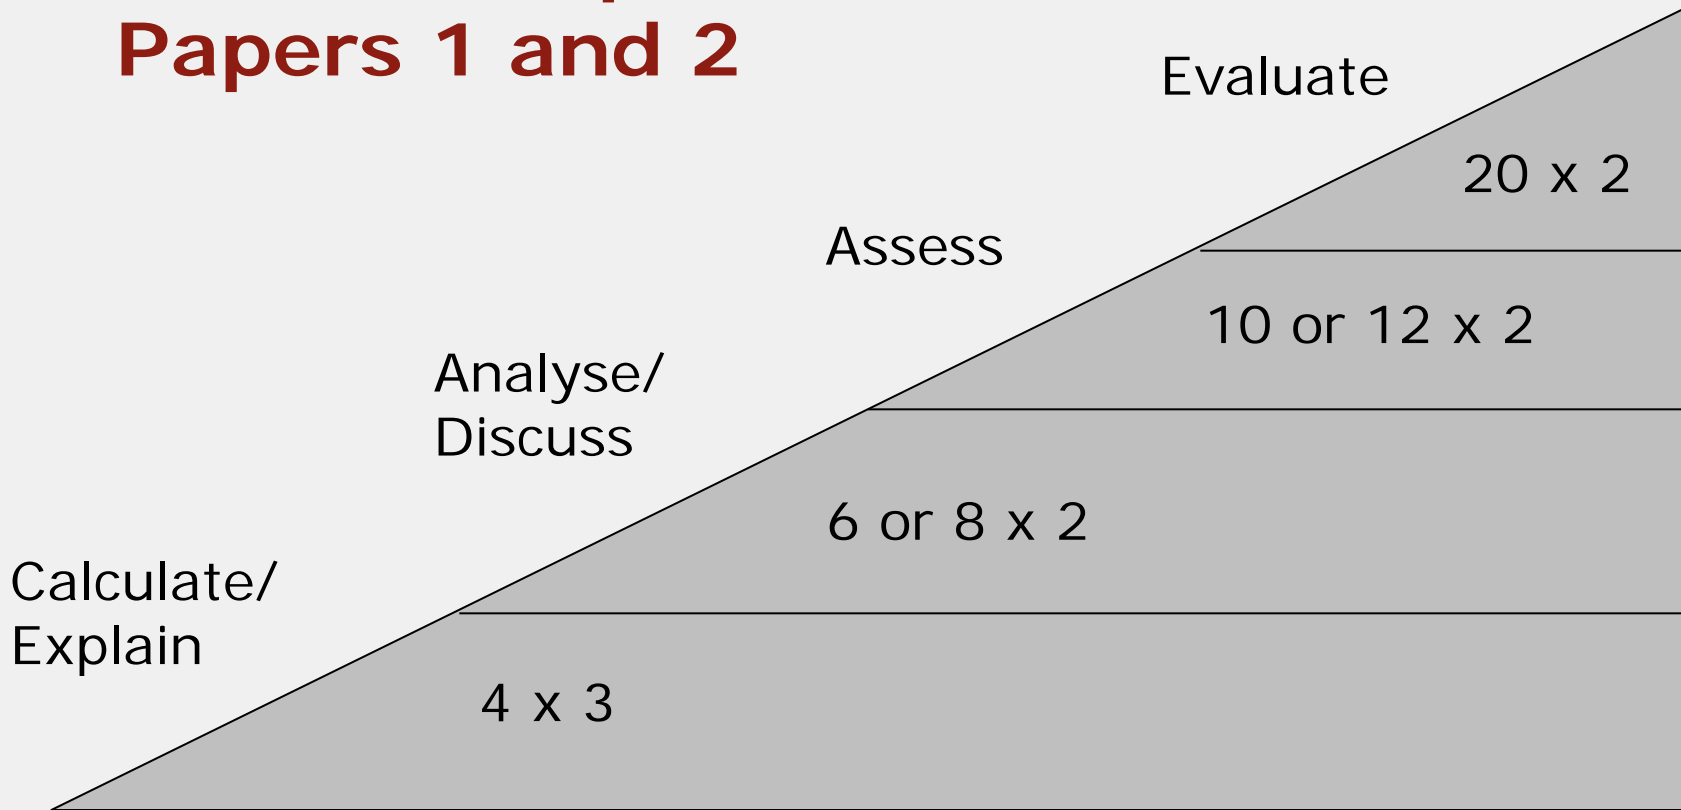 Papers 1 and 2
Evaluate
20 x 2
Assess
10 or 12 x 2
Analyse/
Discuss
6 or 8 x 2
Calculate/
Explain
4 x 3